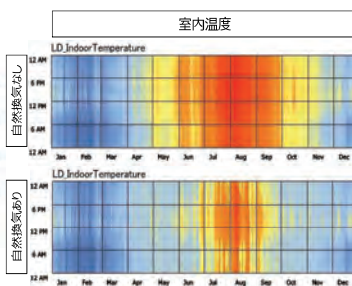 室内温度
自然換気なし
LD_IndoorTemperature
12 AM
6 PM
12 PM
6 AM
12 AM
Jan Feb Mar Apr May Jun Jul Aug Sep Oct Nov Dec
自然換気あり
LD_IndoorTemperature
12 AM
6 PM
12 PM
6 AM
12 AM
Jan Feb Mar Apr May Jun Jul Aug Sep Oct Nov Dec